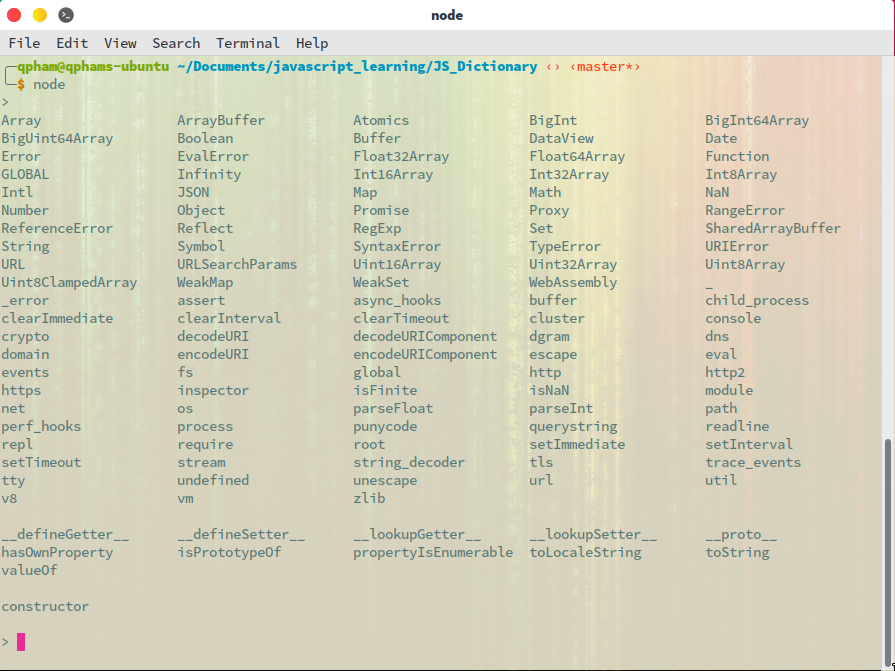 node
File Edit View Search Terminal Help
qpham@qphams-ubuntu ~/Documents/javascript_learning/JS_Dictionary ‹› ‹master*›
$ node
>
Array ArrayBuffer Atomics BigInt BigInt64Array
BigUint64Array Boolean Buffer DataView Date
Error EvalError Float32Array Float64Array Function
GLOBAL Infinity Int16Array Int32Array Int8Array
Intl JSON Map Math NaN
Number Object Promise Proxy RangeError
ReferenceError Reflect RegExp Set SharedArrayBuffer
String Symbol SyntaxError TypeError URIError
URL URLSearchParams Uint16Array Uint32Array Uint8Array
Uint8ClampedArray WeakMap WeakSet WebAssembly _
_error assert async_hooks buffer child_process
clearImmediate clearInterval clearTimeout cluster console
crypto decodeURI decodeURIComponent dgram dns
domain encodeURI encodeURIComponent escape eval
events fs global http http2
https inspector isFinite isNaN module
net os parseFloat parseInt path
perf_hooks process punycode querystring readline
repl require root setImmediate setInterval
setTimeout stream string_decoder tls trace_events
tty undefined unescape url util
v8 vm zlib
__defineGetter__ __defineSetter__ __lookupGetter__ __lookupSetter__ __proto__
hasOwnProperty isPrototypeOf propertyIsEnumerable toLocaleString toString
valueOf
constructor
>